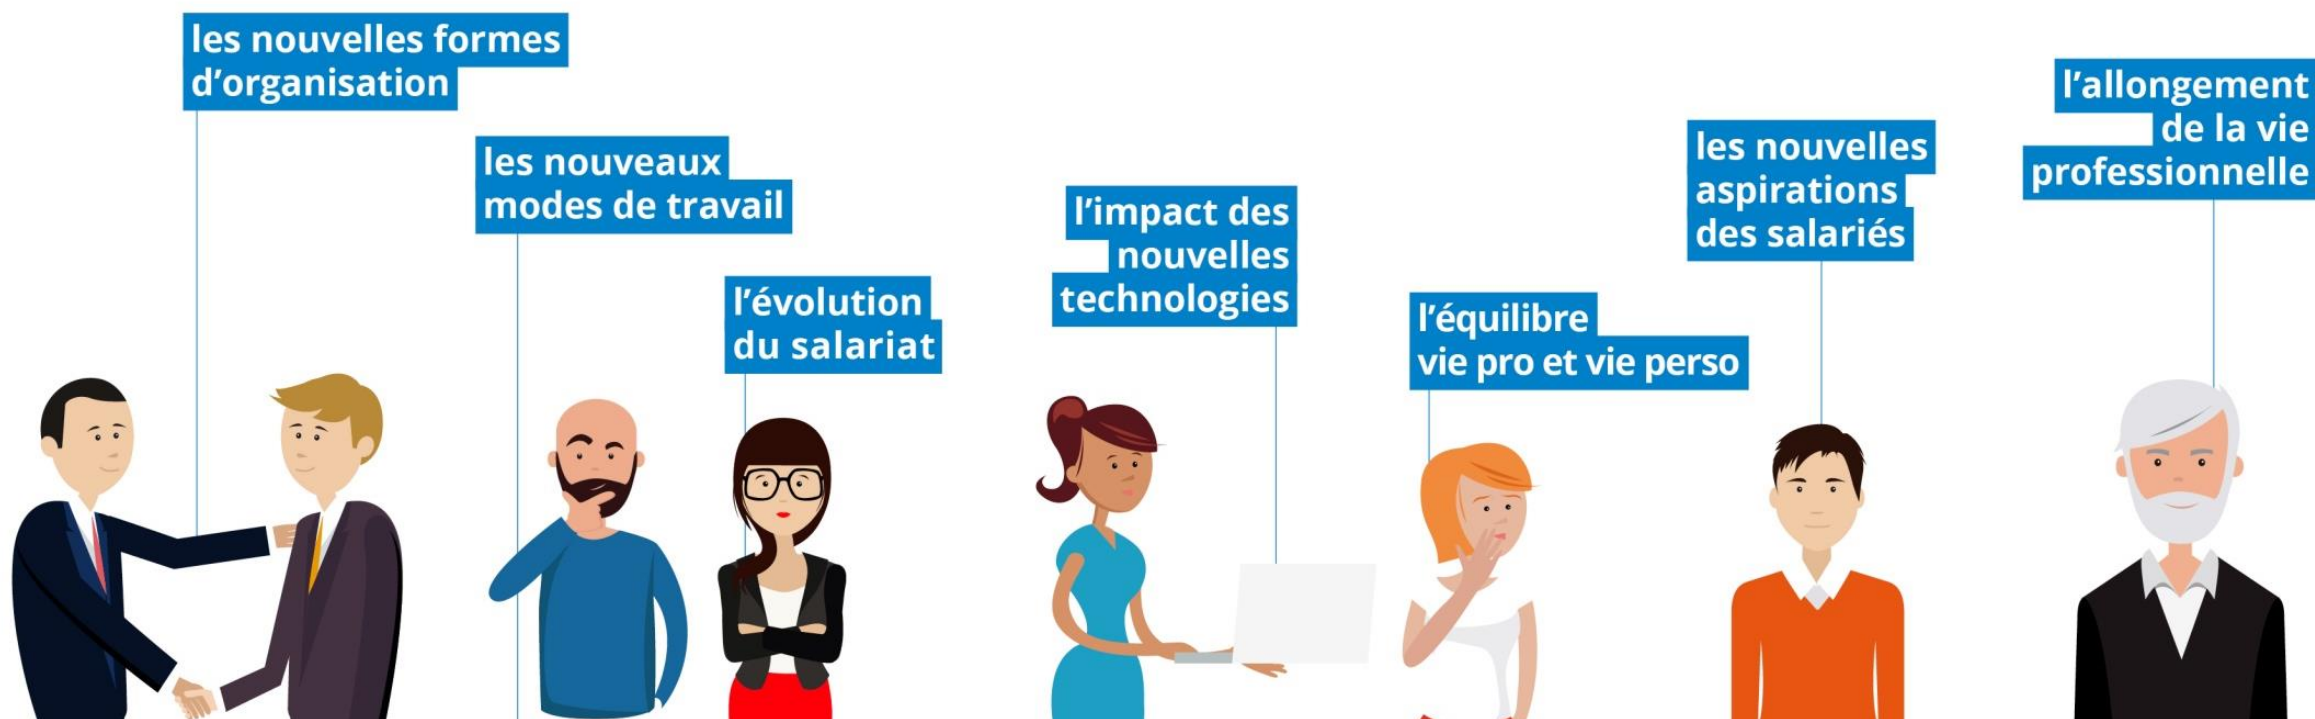 les nouvelles formes
d’organisation
les nouveaux
modes de travail
l’évolution
du salariat
l’impact des
nouvelles
technologies
l’équilibre
vie pro et vie perso
les nouvelles
aspirations
des salariés
l’allongement
de la vie
professionnelle